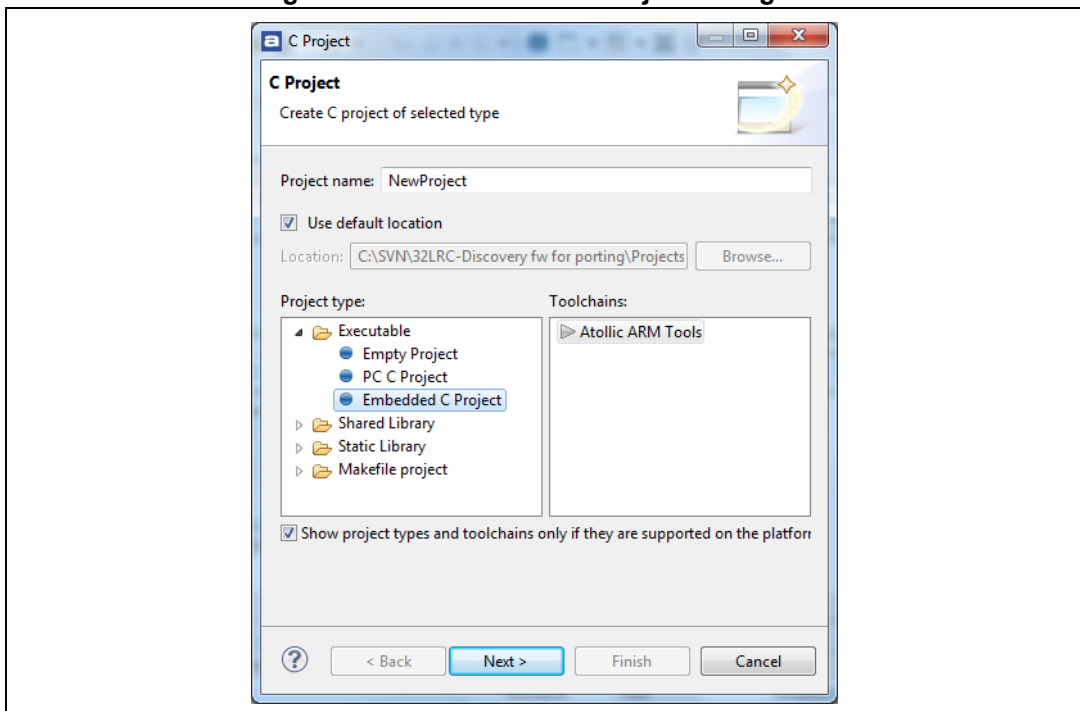 C Project
C Project
Create C project of selected type
Project name: NewProject
Use default location
Location: C:\SVN\32LRC-Discovery fw for porting\Projects Browse...
Project type: Toolchains:
Executable Atollic ARM Tools
Empty Project
PC C Project
Embedded C Project
Shared Library
Static Library
Makefile project
Show project types and toolchains only if they are supported on the platforr
? < Back Next > Finish Cancel